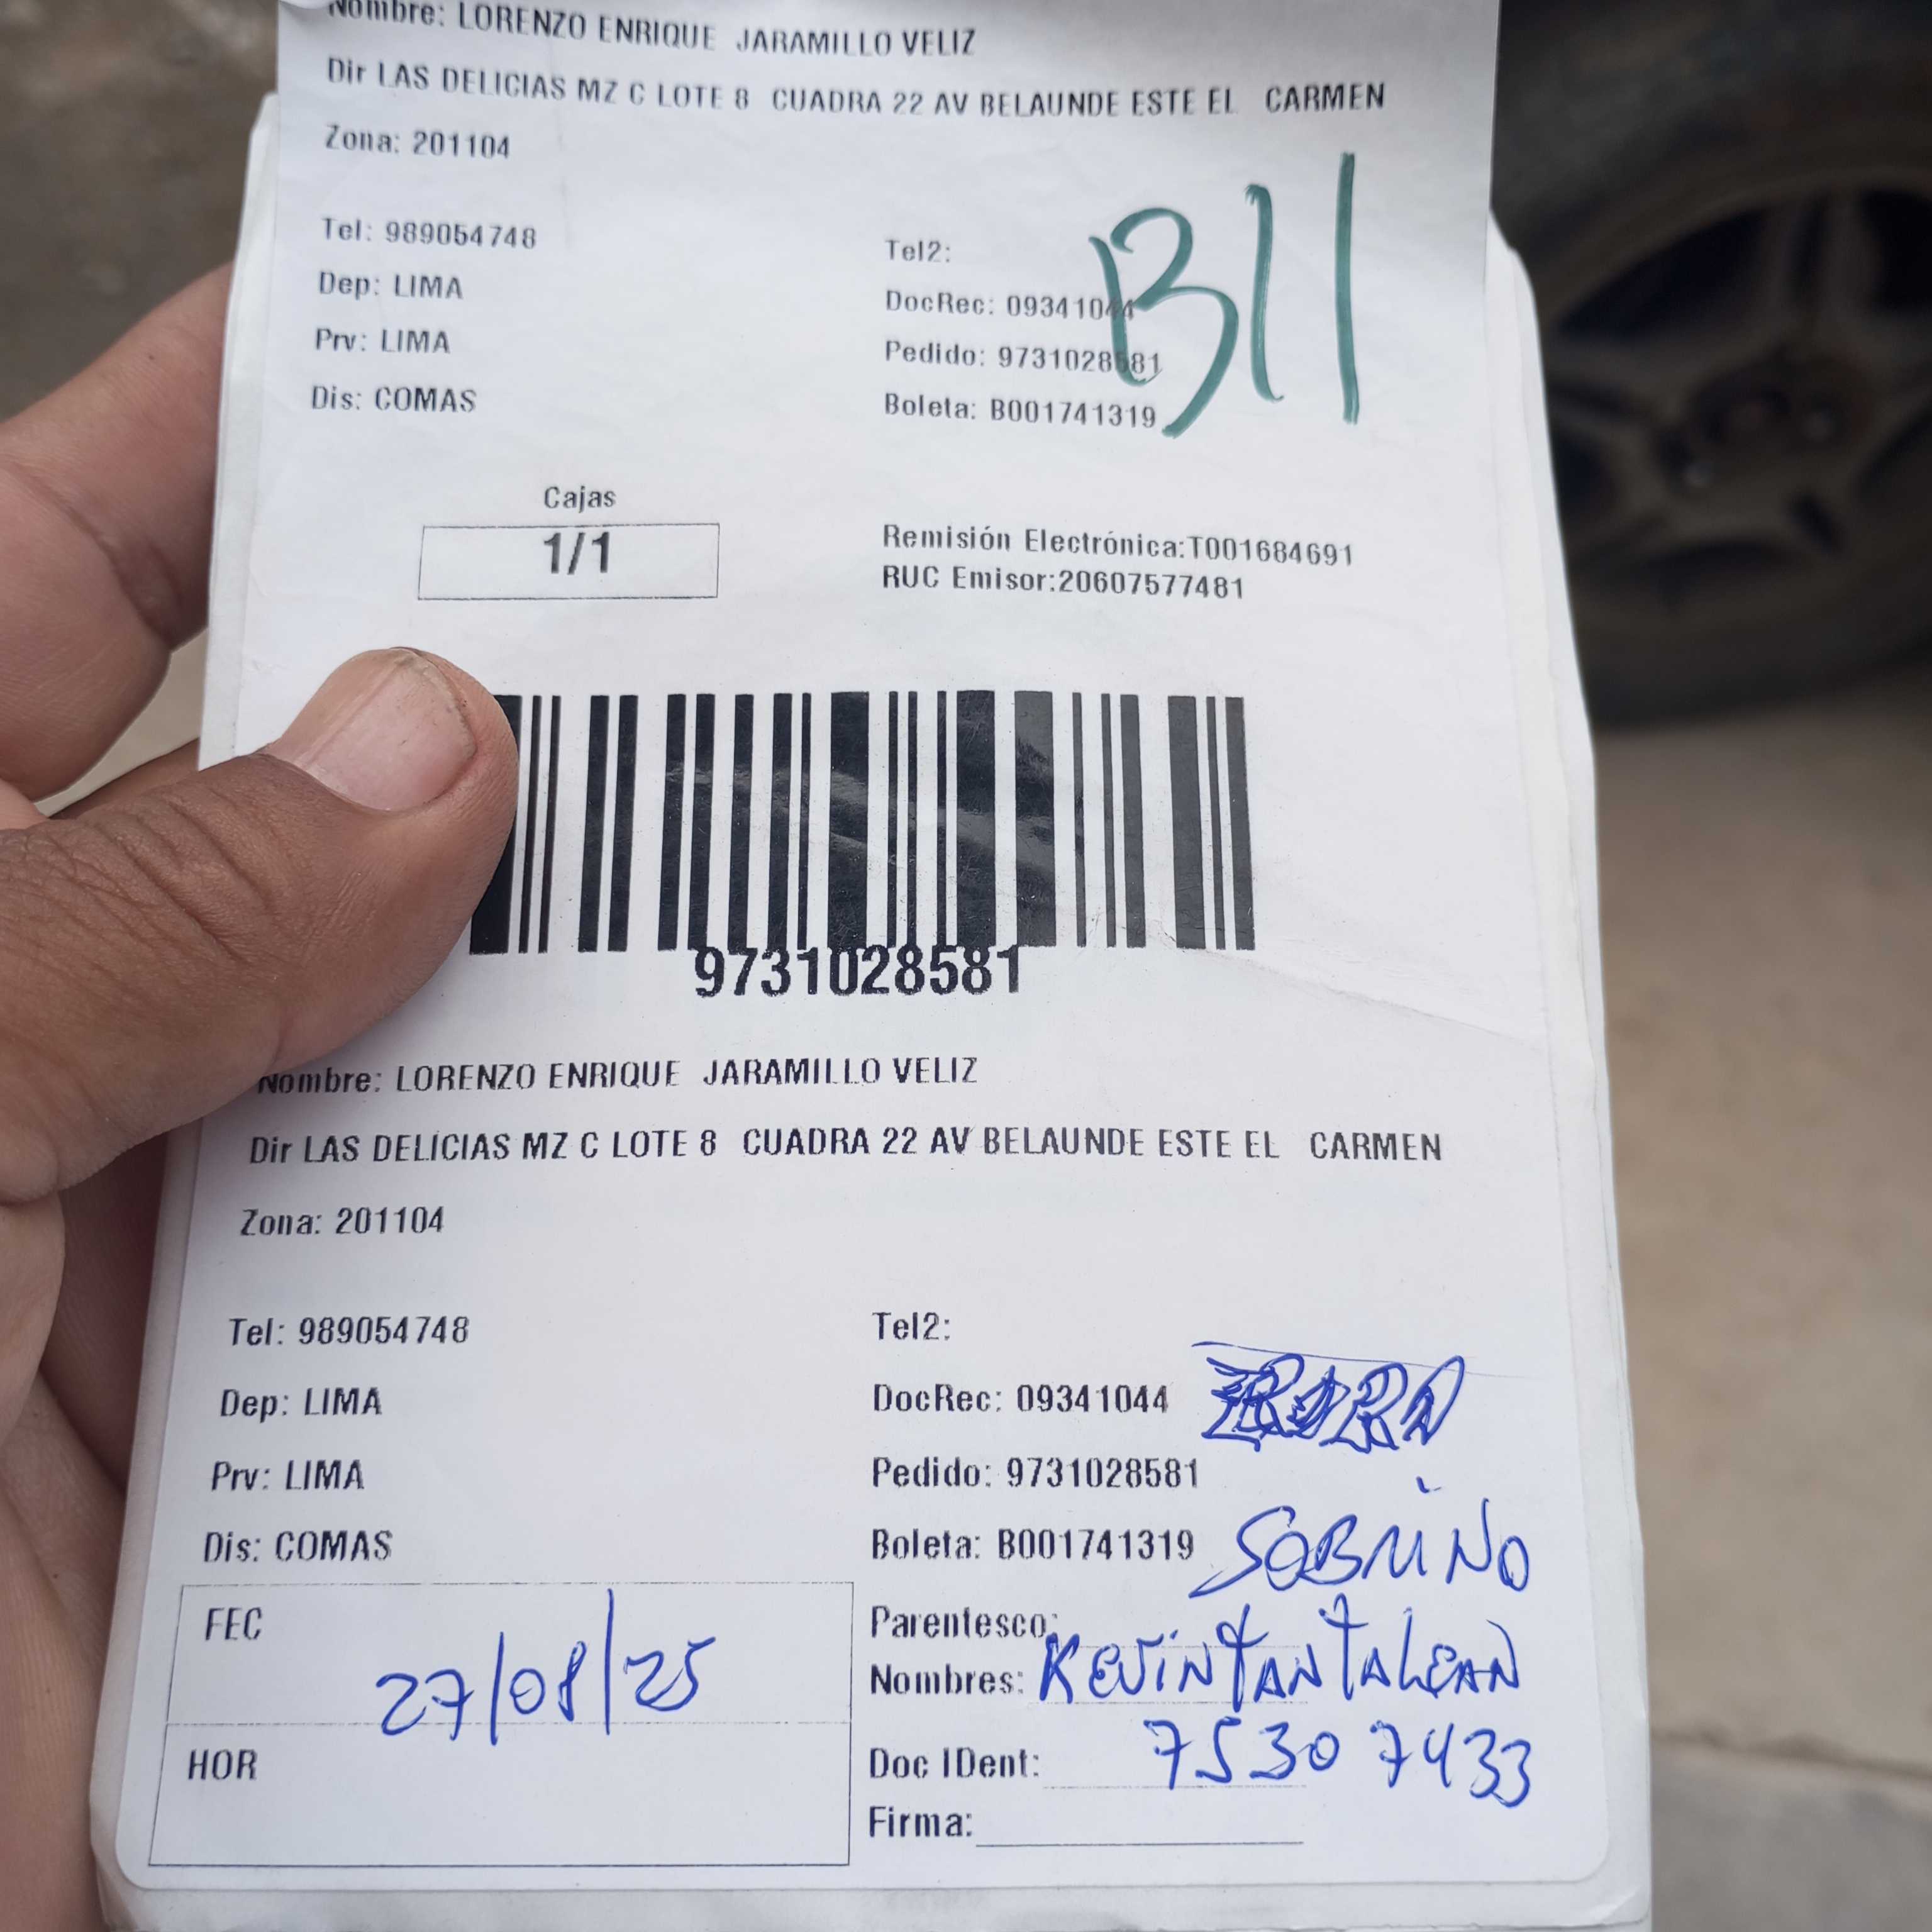 Nombre: LORENZO ENRIQUE JARAMILLO VELIZ
Dir LAS DELICIAS MZ C LOTE 8 CUADRA 22 AV BELAUNDE ESTE EL CARMEN
Zona: 201104
B11
Tel: 989054748
Tel2:
Dep: LIMA
DocRec: 09341044
Prv: LIMA
Pedido: 9731028581
Dis: COMAS
Boleta: B001741319
Cajas
1/1
Remisión Electrónica:T001684691
RUC Emisor:20607577481
9731028581
Nombre: LORENZO ENRIQUE JARAMILLO VELIZ
Dir LAS DELICIAS MZ C LOTE 8 CUADRA 22 AV BELAUNDE ESTE EL CARMEN
Zona: 201104
Tel: 989054748
Tel2:
Dep: LIMA
DocRec: 09341044
Prv: LIMA
Pedido: 9731028581
Dis: COMAS
Boleta: B001741319
SOBRINO
FEC
27/08/25
HOR
Parentesco:
Nombres: KEVIN TANTALEAN
Doc IDent: 75307433
Firma: